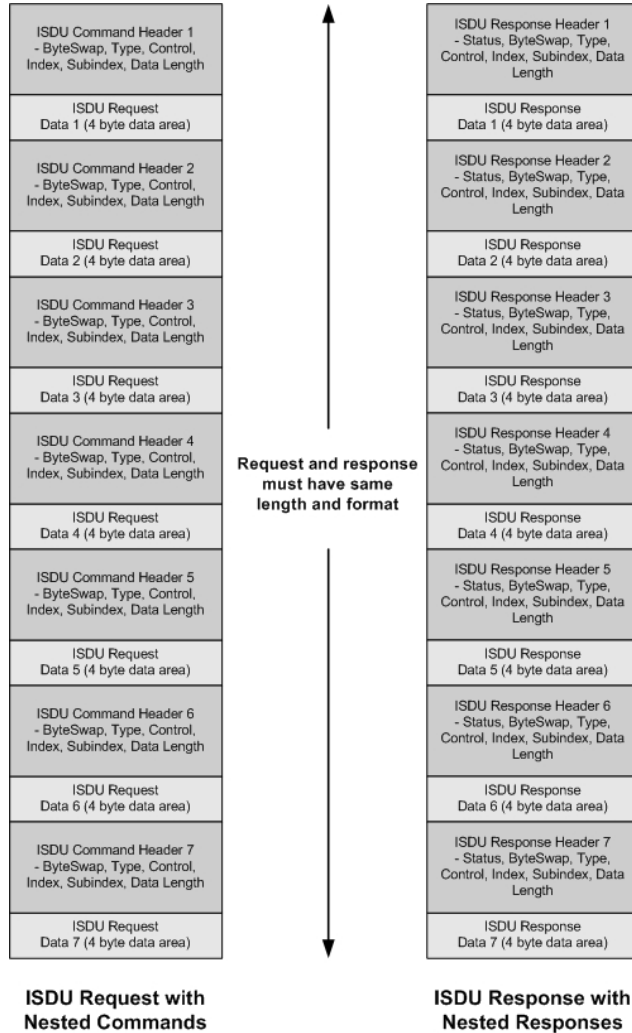 ISDU Command Header 1
- ByteSwap, Type, Control,
Index, Subindex, Data Length
ISDU Request
Data 1 (4 byte data area)
ISDU Command Header 2
- ByteSwap, Type, Control,
Index, Subindex, Data Length
ISDU Request
Data 2 (4 byte data area)
ISDU Command Header 3
- ByteSwap, Type, Control,
Index, Subindex, Data Length
ISDU Request
Data 3 (4 byte data area)
ISDU Command Header 4
- ByteSwap, Type, Control,
Index, Subindex, Data Length
ISDU Request
Data 4 (4 byte data area)
ISDU Command Header 5
- ByteSwap, Type, Control,
Index, Subindex, Data Length
ISDU Request
Data 5 (4 byte data area)
ISDU Command Header 6
- ByteSwap, Type, Control,
Index, Subindex, Data Length
ISDU Request
Data 6 (4 byte data area)
ISDU Command Header 7
- ByteSwap, Type, Control,
Index, Subindex, Data Length
ISDU Request
Data 7 (4 byte data area)
ISDU Request with
Nested Commands
Request and response
must have same
length and format
ISDU Response Header 1
- Status, ByteSwap, Type,
Control, Index, Subindex, Data
Length
ISDU Response
Data 1 (4 byte data area)
ISDU Response Header 2
- Status, ByteSwap, Type,
Control, Index, Subindex, Data
Length
ISDU Response
Data 2 (4 byte data area)
ISDU Response Header 3
- Status, ByteSwap, Type,
Control, Index, Subindex, Data
Length
ISDU Response
Data 3 (4 byte data area)
ISDU Response Header 4
- Status, ByteSwap, Type,
Control, Index, Subindex, Data
Length
ISDU Response
Data 4 (4 byte data area)
ISDU Response Header 5
- Status, ByteSwap, Type,
Control, Index, Subindex, Data
Length
ISDU Response
Data 5 (4 byte data area)
ISDU Response Header 6
- Status, ByteSwap, Type,
Control, Index, Subindex, Data
Length
ISDU Response
Data 6 (4 byte data area)
ISDU Response Header 7
- Status, ByteSwap, Type,
Control, Index, Subindex, Data
Length
ISDU Response
Data 7 (4 byte data area)
ISDU Response with
Nested Responses